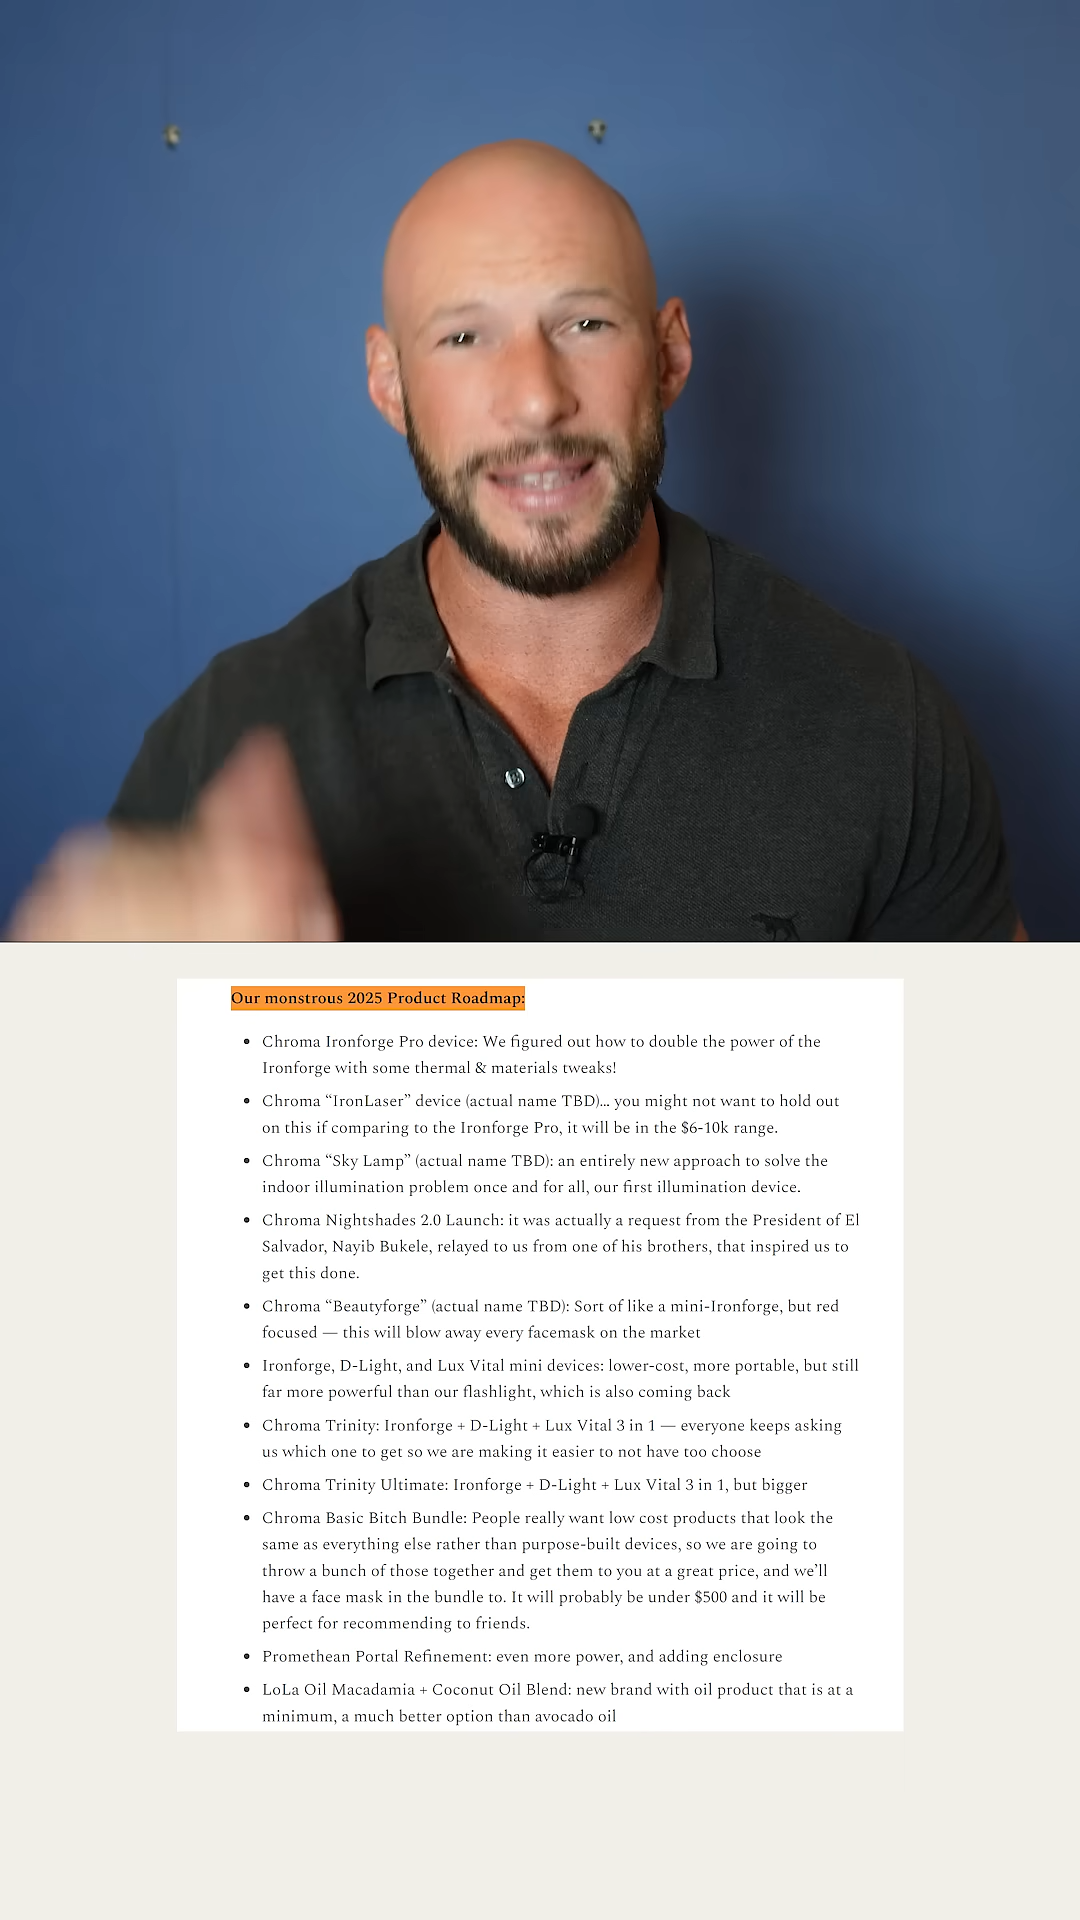 Our monstrous 2025 Product Roadmap:
• Chroma Ironforge Pro device: We figured out how to double the power of the
Ironforge with some thermal & materials tweaks!
• Chroma “IronLaser” device (actual name TBD)... you might not want to hold out
on this if comparing to the Ironforge Pro, it will be in the $6-10k range.
• Chroma “Sky Lamp” (actual name TBD): an entirely new approach to solve the
indoor illumination problem once and for all, our first illumination device.
• Chroma Nightshades 2.0 Launch: it was actually a request from the President of El
Salvador, Nayib Bukele, relayed to us from one of his brothers, that inspired us to
get this done.
• Chroma “Beautyforge” (actual name TBD): Sort of like a mini-Ironforge, but red
focused — this will blow away every facemask on the market
• Ironforge, D-Light, and Lux Vital mini devices: lower-cost, more portable, but still
far more powerful than our flashlight, which is also coming back
• Chroma Trinity: Ironforge + D-Light + Lux Vital 3 in 1 — everyone keeps asking
us which one to get so we are making it easier to not have too choose
• Chroma Trinity Ultimate: Ironforge + D-Light + Lux Vital 3 in 1, but bigger
• Chroma Basic Bitch Bundle: People really want low cost products that look the
same as everything else rather than purpose-built devices, so we are going to
throw a bunch of those together and get them to you at a great price, and we’ll
have a face mask in the bundle to. It will probably be under $500 and it will be
perfect for recommending to friends.
• Promethean Portal Refinement: even more power, and adding enclosure
• LoLa Oil Macadamia + Coconut Oil Blend: new brand with oil product that is at a
minimum, a much better option than avocado oil